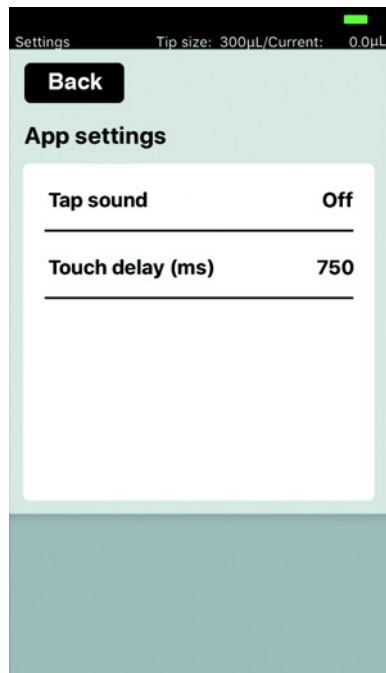 Settings Tip size: 300µL/Current: 0.0µL
Back
App settings
Tap sound Off
Touch delay (ms) 750